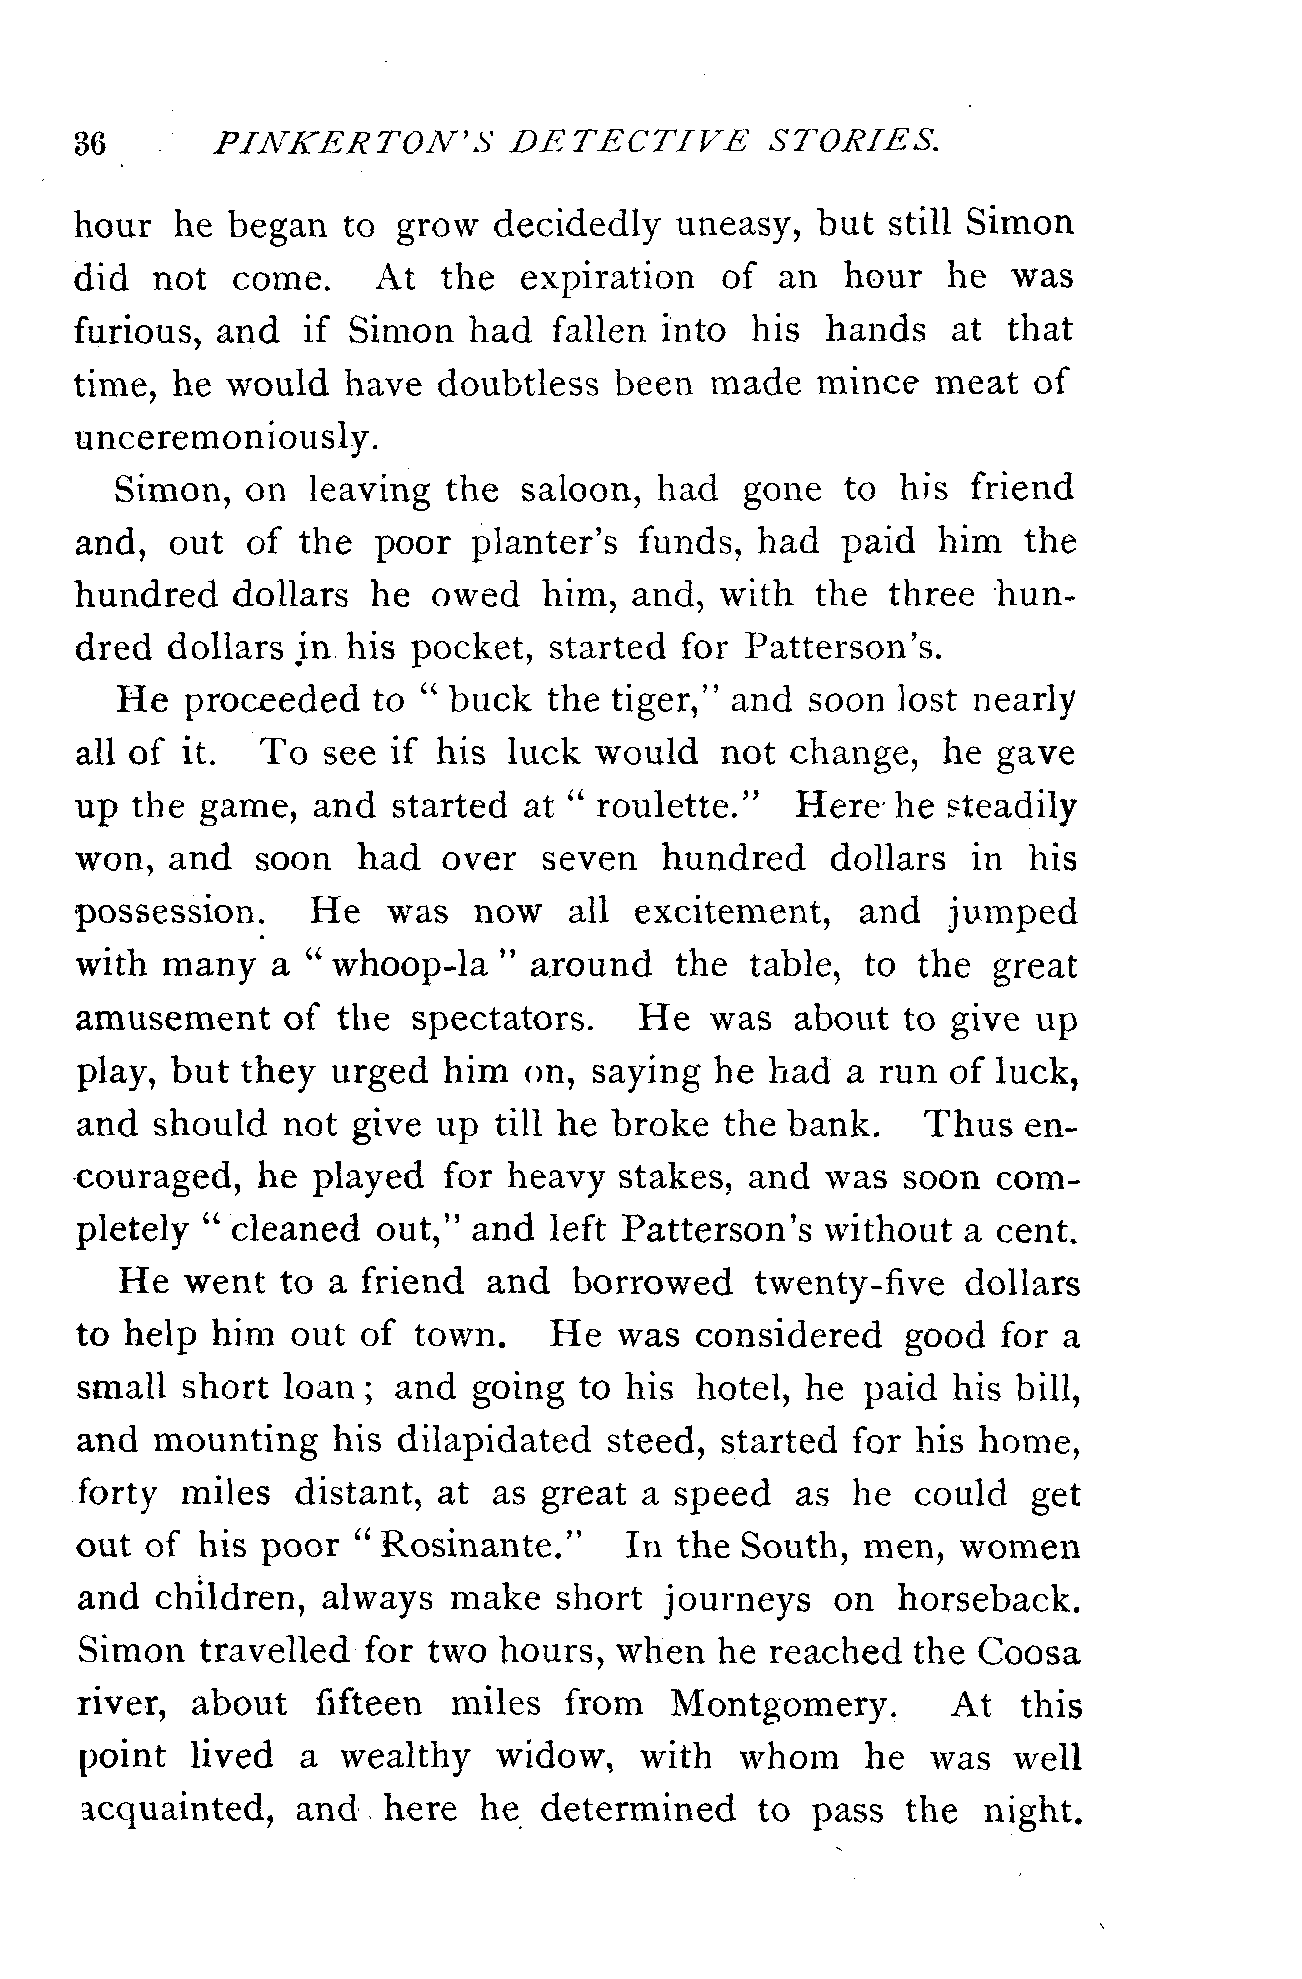 36 PINKERTON'S DETECTIVE STORIES.
hour he began to grow decidedly uneasy, but still Simon
did not come. At the expiration of an hour he was
furious, and if Simon had fallen into his hands at that
time, he would have doubtless been made mince meat of
unceremoniously.
Simon, on leaving the saloon, had gone to his friend
and, out of the poor planter's funds, had paid him the
hundred dollars he owed him, and, with the three hun-
dred dollars in his pocket, started for Patterson's.
He proceeded to " buck the tiger," and soon lost nearly
all of it. To see if his luck would not change, he gave
up the game, and started at " roulette." Here he steadily
won, and soon had over seven hundred dollars in his
possession. He was now all excitement, and jumped
with many a " whoop-la " around the table, to the great
amusement of the spectators. He was about to give up
play, but they urged him on, saying he had a run of luck,
and should not give up till he broke the bank. Thus en-
couraged, he played for heavy stakes, and was soon com-
pletely " cleaned out," and left Patterson's without a cent.
He went to a friend and borrowed twenty-five dollars
to help him out of town. He was considered good for a
small short loan ; and going to his hotel, he paid his bill,
and mounting his dilapidated steed, started for his home,
forty miles distant, at as great a speed as he could get
out of his poor " Rosinante." In the South, men, women
and children, always make short journeys on horseback.
Simon travelled for two hours, when he reached the Coosa
river, about fifteen miles from Montgomery. At this
point lived a wealthy widow, with whom he was well
acquainted, and here he determined to pass the night.